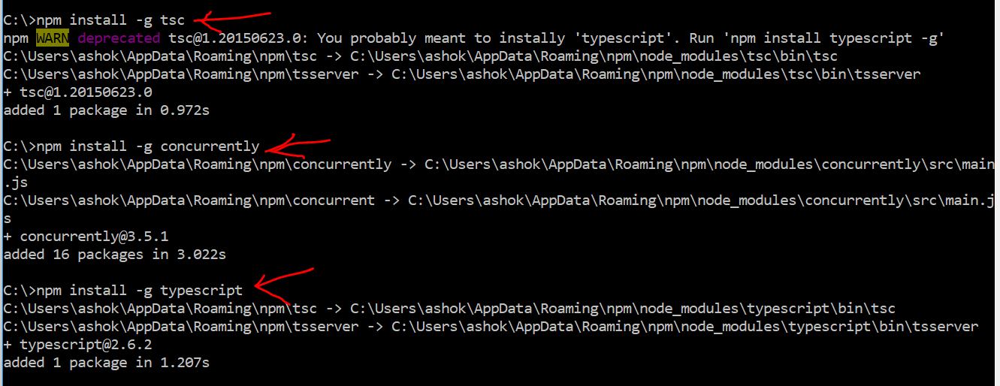 C:\>npm install -g tsc
npm WARN deprecated tsc@1.20150623.0: You probably meant to instally 'typescript'. Run 'npm install typescript -g'
C:\Users\ashok\AppData\Roaming\npm\tsc -> C:\Users\ashok\AppData\Roaming\npm\node_modules\tsc\bin\tsc
C:\Users\ashok\AppData\Roaming\npm\tsserver -> C:\Users\ashok\AppData\Roaming\npm\node_modules\tsc\bin\tsserver
+ tsc@1.20150623.0
added 1 package in 0.972s
C:\>npm install -g concurrently
C:\Users\ashok\AppData\Roaming\npm\concurrently -> C:\Users\ashok\AppData\Roaming\npm\node_modules\concurrently\src\main
.js
C:\Users\ashok\AppData\Roaming\npm\concurrent -> C:\Users\ashok\AppData\Roaming\npm\node_modules\concurrently\src\main.j
s
+ concurrently@3.5.1
added 16 packages in 3.022s
C:\>npm install -g typescript
C:\Users\ashok\AppData\Roaming\npm\tsc -> C:\Users\ashok\AppData\Roaming\npm\node_modules\typescript\bin\tsc
C:\Users\ashok\AppData\Roaming\npm\tsserver -> C:\Users\ashok\AppData\Roaming\npm\node_modules\typescript\bin\tsserver
+ typescript@2.6.2
added 1 package in 1.207s